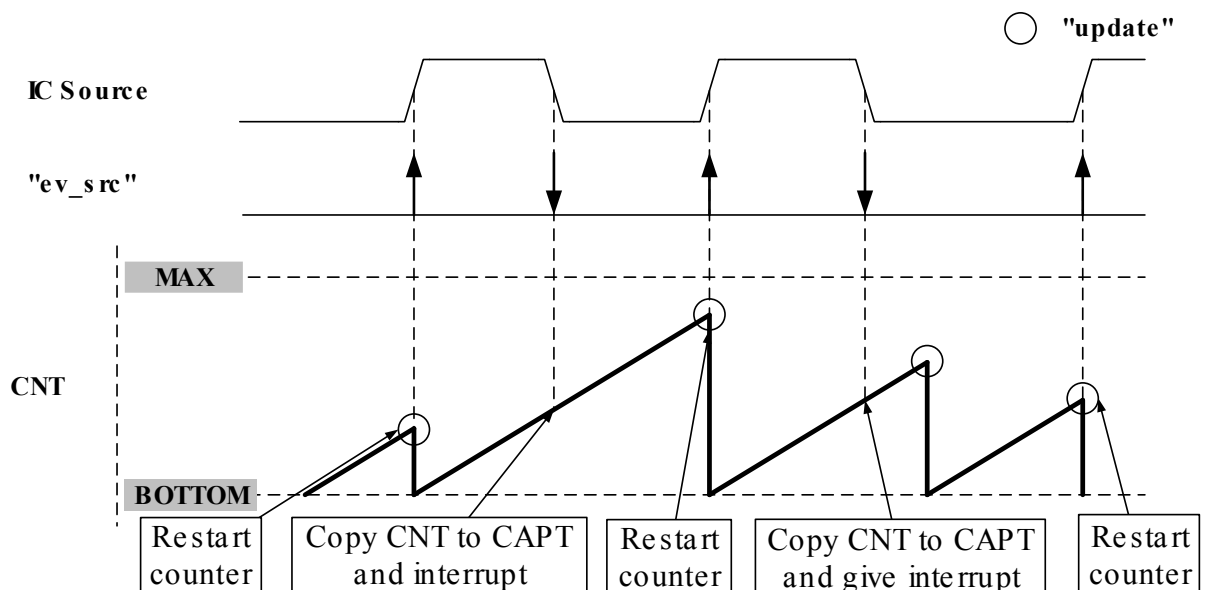 "update"
IC Source
"ev_src"
MAX
CNT
BOTTOM
Restart
counter
Copy CNT to CAPT
and interrupt
Restart
counter
Copy CNT to CAPT
and give interrupt
Restart
counter